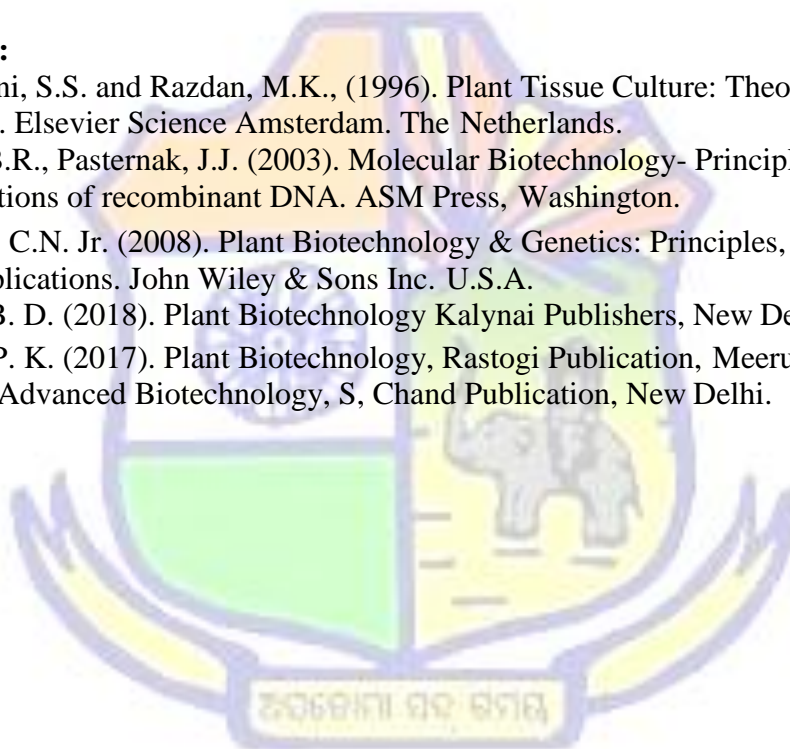 :
ni, S.S. and Razdan, M.K., (1996). Plant Tissue Culture: Theo
. Elsevier Science Amsterdam. The Netherlands.
B.R., Pasternak, J.J. (2003). Molecular Biotechnology- Principl
tions of recombinant DNA. ASM Press, Washington.
C.N. Jr. (2008). Plant Biotechnology & Genetics: Principles,
plications. John Wiley & Sons Inc. U.S.A.
B. D. (2018). Plant Biotechnology Kalynai Publishers, New De
P. K. (2017). Plant Biotechnology, Rastogi Publication, Meeru
Advanced Biotechnology, S, Chand Publication, New Delhi.